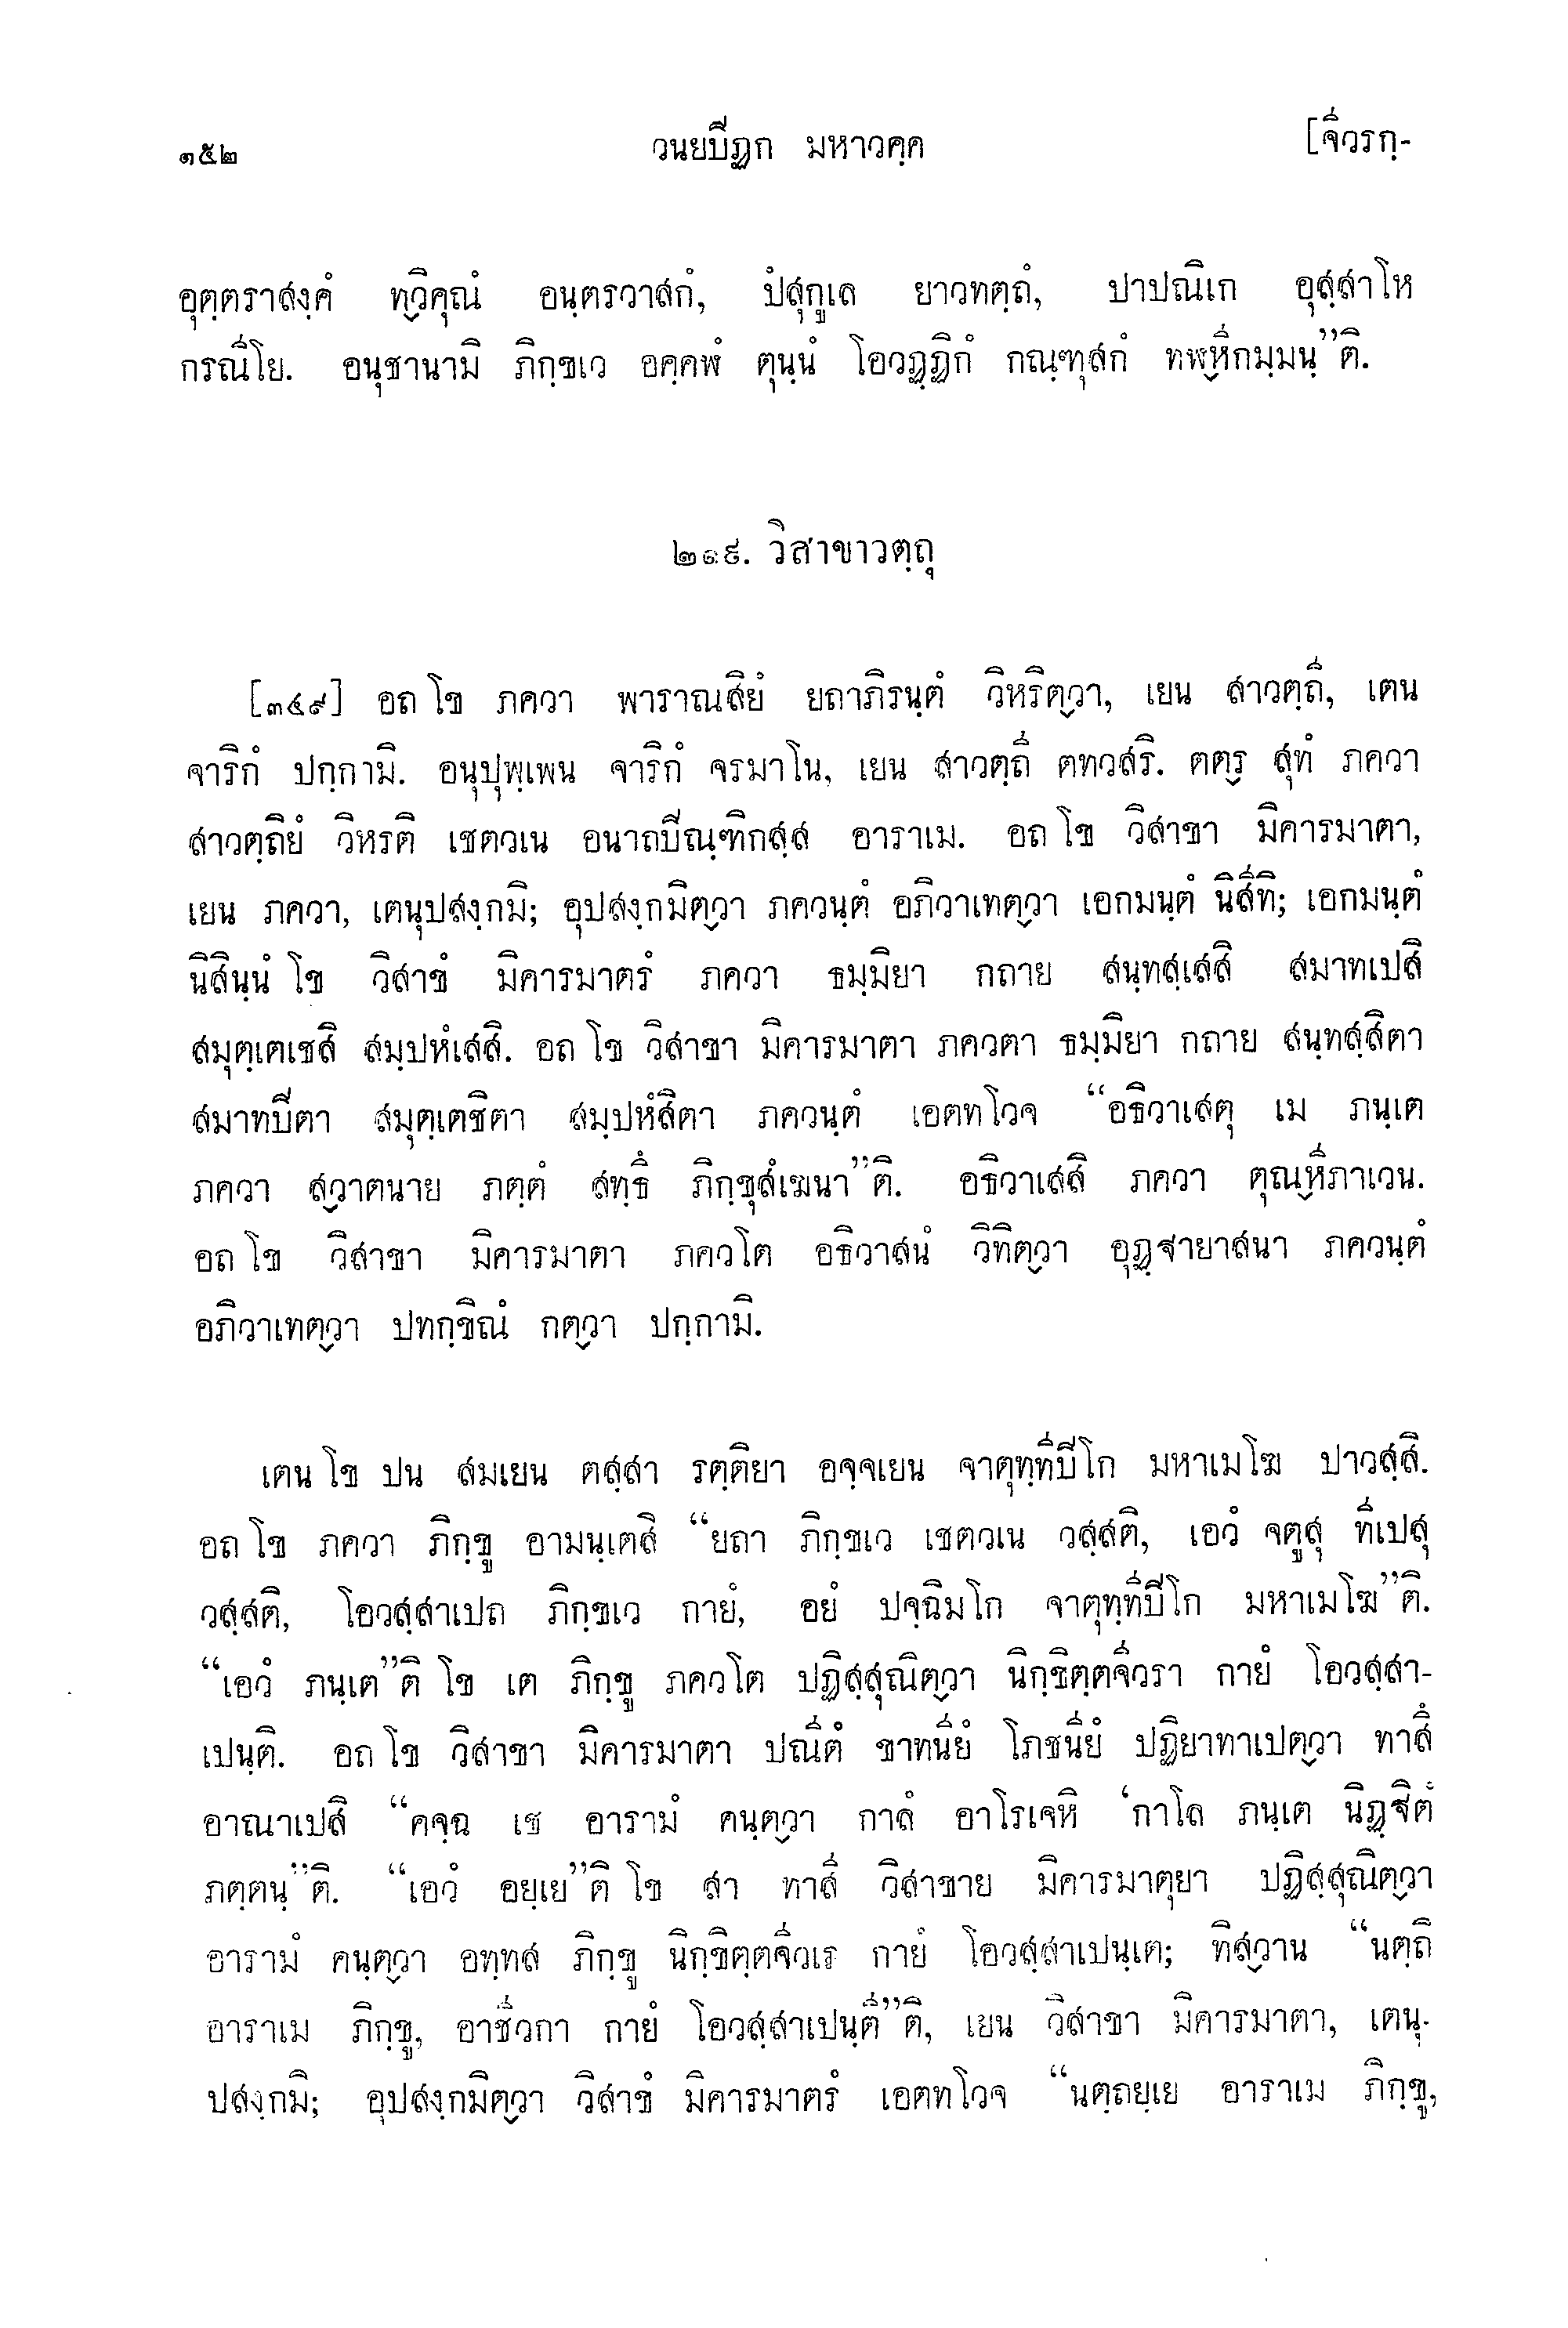 ๑๕๒ วินยปิฏก มหาวคฺค [จีวรกฺ-
อุตฺตราสงฺคํ ทฺวิคุณํ อนฺตรวาสกํ, ปํสุกูเล ยาวทตฺถํ, ปาปณิเก อุสฺสาโห
กรณีโย. อนุชานามิ ภิกฺขเว อคฺคฬํ ตุนฺนํ โอวฏฺฏิกํ กณฺฑุสกํ ทฬฺหีกมฺมนฺ”ติ.
๒๑๙. วิสาขาวตฺถุ
[๓๔๙] อถโข ภควา พาราณสิยํ ยถาภิรนฺตํ วิหริตฺวา, เยน สาวตฺถี, เตน
จาริกํ ปกฺกามิ. อนุปุพฺเพน จาริกํ จรมาโน, เยน สาวตฺถี ตทวสริ. ตตฺร สุทํ ภควา
สาวตฺถิยํ วิหรติ เชตวเน อนาถปิณฺฑิกสฺส อาราเม. อถโข วิสาขา มิคารมาตา,
เยน ภควา, เตนุปสงฺกมิ; อุปสงฺกมิตฺวา ภควนฺตํ อภิวาเทตฺวา เอกมนฺตํ นิสีทิ; เอกมนฺตํ
นิสินฺนํ โข วิสาขํ มิคารมาตรํ ภควา ธมฺมิยา กถาย สนฺทสฺเสสิ สมาทเปสิ
สมุตฺเตเชสิ สมฺปหํเสสิ. อถโข วิสาขา มิคารมาตา ภควตา ธมฺมิยา กถาย สนฺทสฺสิตา
สมาทปิตา สมุตฺเตชิตา สมฺปหํสิตา ภควนฺตํ เอตทโวจ “อธิวาเสตุ เม ภนฺเต
ภควา สฺวาตนาย ภตฺตํ สทฺธึ ภิกฺขุสํเฆนา”ติ. อธิวาเสสิ ภควา ตุณฺหีภาเวน.
อถโข วิสาขา มิคารมาตา ภควโต อธิวาสนํ วิทิตฺวา อุฏฺฐายาสนา ภควนฺตํ
อภิวาเทตฺวา ปทกฺขิณํ กตฺวา ปกฺกามิ.
เตนโข ปน สมเยน ตสฺสา รตฺติยา อจฺจเยน จาตุทฺทีปิโก มหาเมโฆ ปาวสฺสิ.
อถโข ภควา ภิกฺขู อามนฺเตสิ “ยถา ภิกฺขเว เชตวเน วสฺสติ, เอวํ จตูสุ ทีเปสุ
วสฺสติ, โอวสฺสาเปถ ภิกฺขเว กายํ, อยํ ปจฺฉิมโก จาตุทฺทีปิโก มหาเมโฆ”ติ.
“เอวํ ภนฺเต”ติ โข เต ภิกฺขู ภควโต ปฏิสฺสุณิตฺวา นิกฺขิตฺตจีวรา กายํ โอวสฺสา-
เปนฺติ. อถโข วิสาขา มิคารมาตา ปณีตํ ขาทนียํ โภชนียํ ปฏิยาทาเปตฺวา ทาสึ
อาณาเปสิ “คจฺฉ เช อารามํ คนฺตฺวา กาลํ อาโรเจหิ ‘กาโล ภนฺเต นิฏฺฐิตํ
ภตฺตนฺ”ติ. “เอวํ อยฺเย”ติ โข สา ทาสี วิสาขาย มิคารมาตุยา ปฏิสฺสุณิตฺวา
อารามํ คนฺตฺวา อทฺทส ภิกฺขู นิกฺขิตฺตจีวเร กายํ โอวสฺสาเปนฺเต; ทิสฺวาน “นตฺถิ
อาราเม ภิกฺขู, อาชีวกา กายํ โอวสฺสาเปนฺตี”ติ, เยน วิสาขา มิคารมาตา, เตนุ-
ปสงฺกมิ; อุปสงฺกมิตฺวา วิสาขํ มิคารมาตรํ เอตทโวจ “นตฺถยฺเย อาราเม ภิกฺขู,